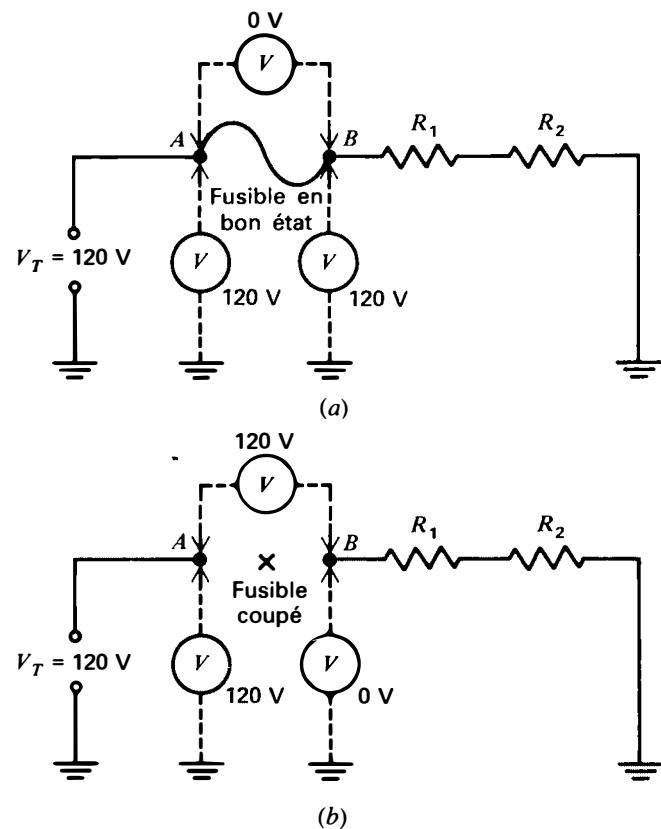 0 V
V
A
B
R1
R2
Fusible en
bon état
VT = 120 V
V
120 V
V
120 V
(a)
120 V
V
A
B
R1
R2
Fusible
coupé
VT = 120 V
V
120 V
V
0 V
(b)